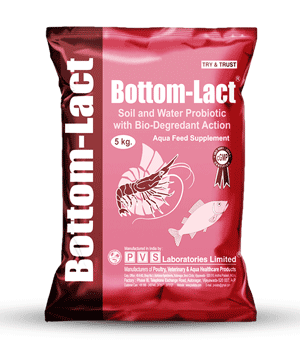 Bottom-Lact
TRY & TRUST
Bottom-Lact®
Soil and Water Probiotic
with Bio-Degredant Action
Aqua Feed Supplement
5 kg.
GMP
Manufactured in India by
PVS Laboratories Limited
Manufacturers of Poultry, Veterinary & Aqua Healthcare Products